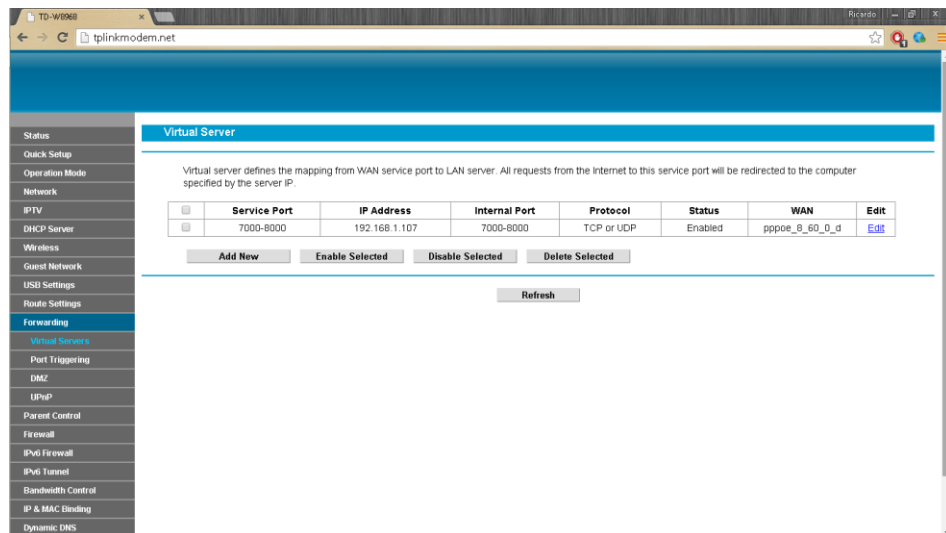 TD-W8968
Ricardo
tplinkmodem.net
Status
Quick Setup
Operation Mode
Network
IPTV
DHCP Server
Wireless
Guest Network
USB Settings
Route Settings
Forwarding
Virtual Servers
Port Triggering
DMZ
UPnP
Parent Control
Firewall
IPv6 Firewall
IPv6 Tunnel
Bandwidth Control
IP & MAC Binding
Dynamic DNS
Virtual Server
Virtual server defines the mapping from WAN service port to LAN server. All requests from the Internet to this service port will be redirected to the computer
specified by the server IP.
Service Port IP Address Internal Port Protocol Status WAN Edit
7000-8000 192.168.1.107 7000-8000 TCP or UDP Enabled pppoe_8_60_0_d Edit
Add New Enable Selected Disable Selected Delete Selected
Refresh